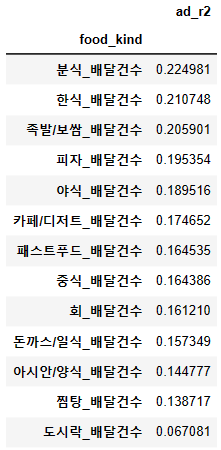 ad_r2
food_kind
분식_배달건수 0.224981
한식_배달건수 0.210748
족발/보쌈_배달건수 0.205901
피자_배달건수 0.195354
야식_배달건수 0.189516
카페/디저트_배달건수 0.174652
패스트푸드_배달건수 0.164535
중식_배달건수 0.164386
회_배달건수 0.161210
돈까스/일식_배달건수 0.157349
아시안/양식_배달건수 0.144777
찜탕_배달건수 0.138717
도시락_배달건수 0.067081